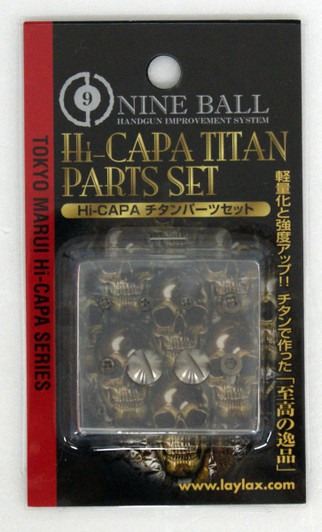 9
NINE BALL
HANDGUN IMPROVEMENT SYSTEM
Hi-CAPA TITAN
PARTS SET
Hi-CAPA チタンパーツセット
TOKYO MARUI Hi-CAPA SERIES
軽量化と強度アップ!! チタンで作った「至高の逸品」
www.laylax.com